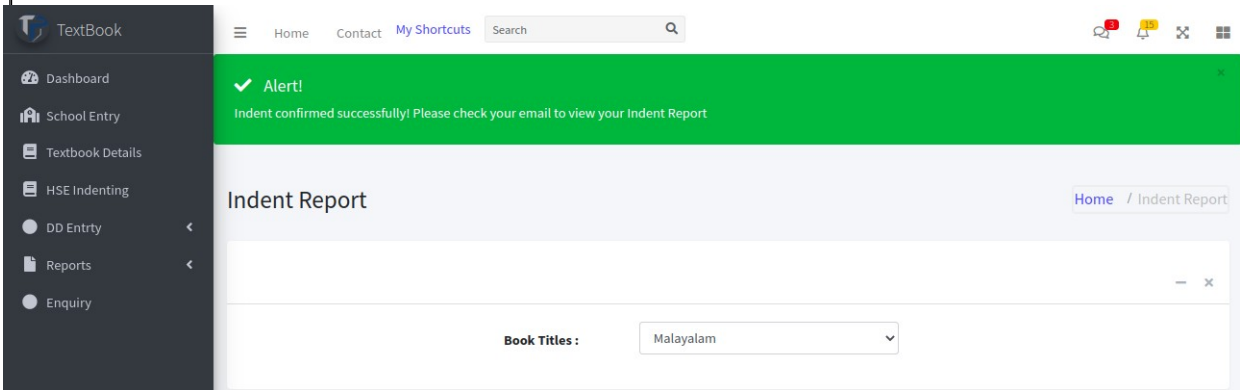 TextBook
Home Contact My Shortcuts Search
3 15
Alert!
Indent confirmed successfully! Please check your email to view your Indent Report
Dashboard
School Entry
Textbook Details
HSE Indenting
DD Entrty
Reports
Enquiry
Indent Report
Home / Indent Report
Book Titles :
Malayalam